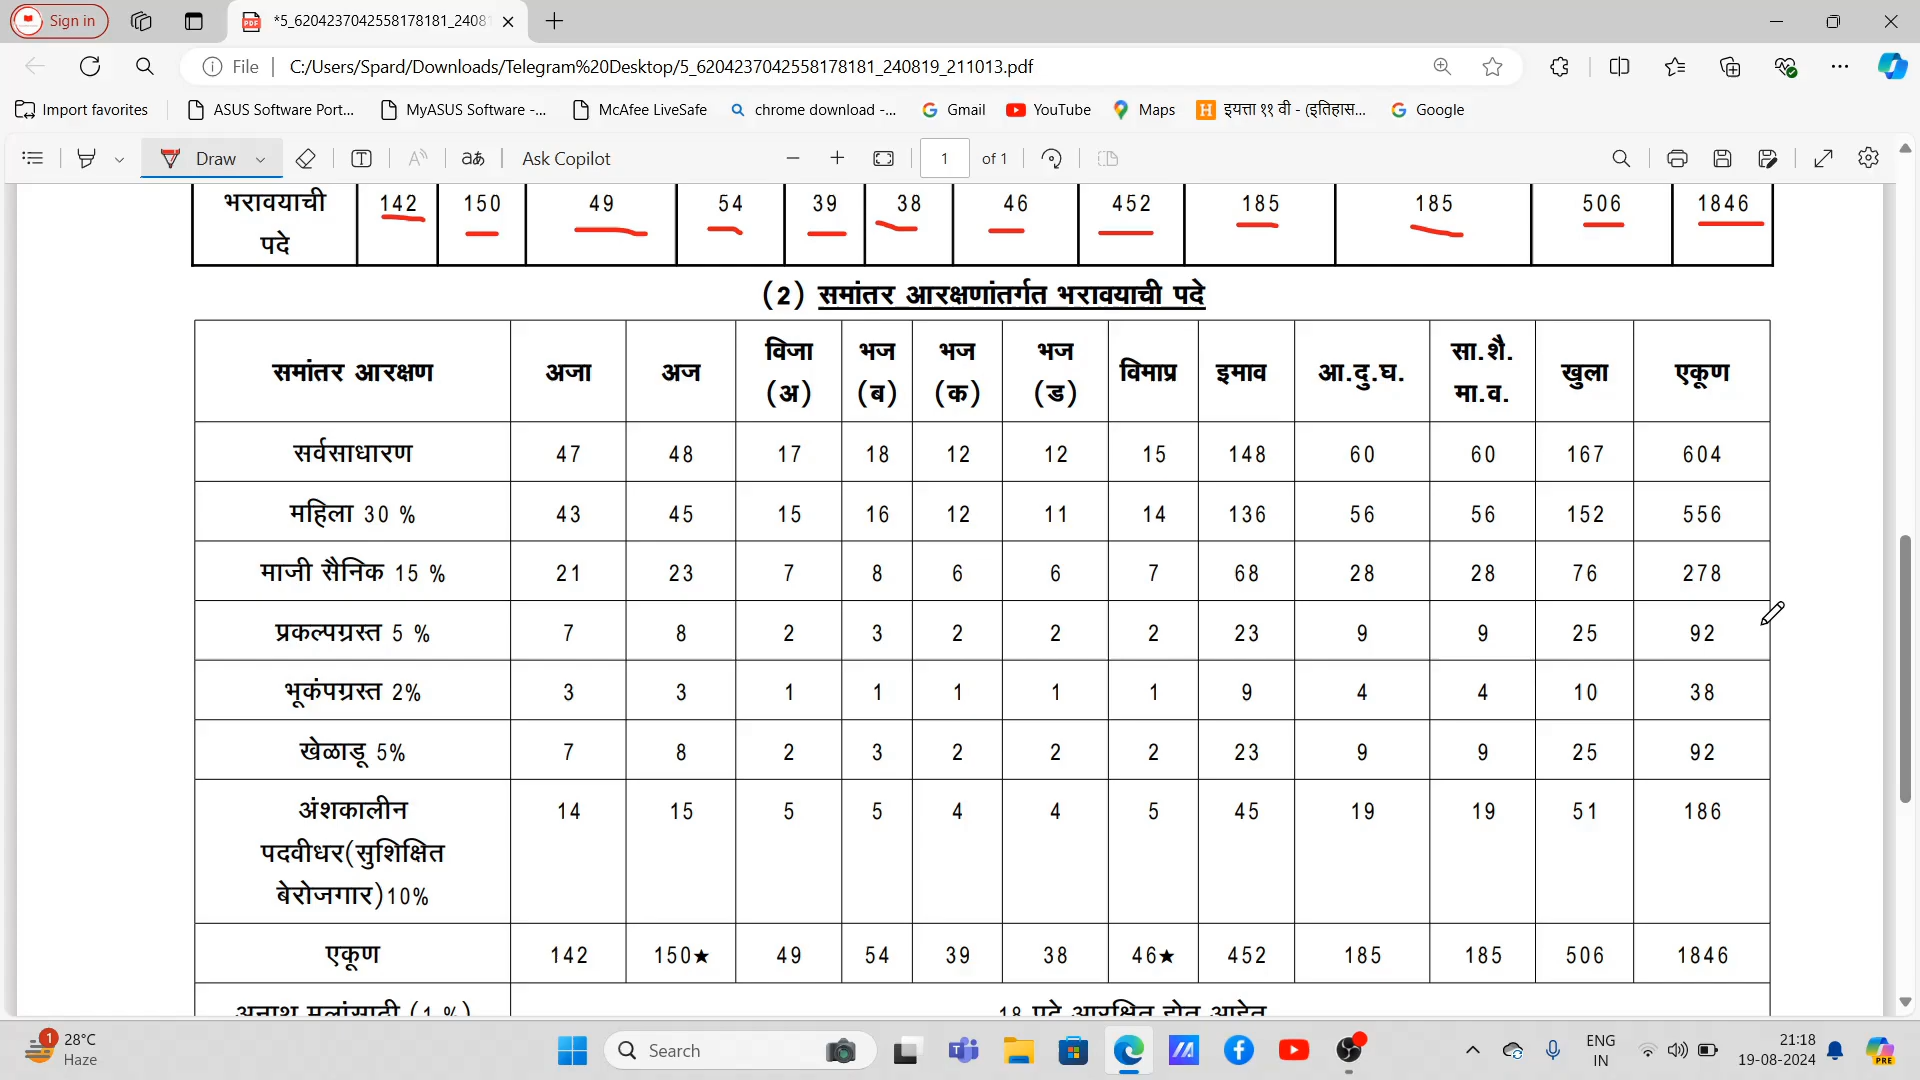 Sign in
*5_6204237042558178181_2408
File
C:/Users/Spard/Downloads/Telegram%20Desktop/5_6204237042558178181_240819_211013.pdf
Import favorites ASUS Software Port... MyASUS Software -... McAfee LiveSafe chrome download -... Gmail YouTube Maps इयत्ता ११ वी - (इतिहास... Google
Draw Ask Copilot 1 of 1
भरावयाची 142 150 49 54 39 38 46 452 185 185 506 1846
पदे
(2) समांतर आरक्षणांतर्गत भरावयाची पदे
समांतर आरक्षण अजा अज विजा (अ) भज (ब) भज (क) भज (ड) विमाप्र इमाव आ.दु.घ. सा.शै. मा.व. खुला एकूण
सर्वसाधारण 47 48 17 18 12 12 15 148 60 60 167 604
महिला 30 % 43 45 15 16 12 11 14 136 56 56 152 556
माजी सैनिक 15 % 21 23 7 8 6 6 7 68 28 28 76 278
प्रकल्पग्रस्त 5 % 7 8 2 3 2 2 2 23 9 9 25 92
भूकंपग्रस्त 2% 3 3 1 1 1 1 1 9 4 4 10 38
खेळाडू 5% 7 8 2 3 2 2 2 23 9 9 25 92
अंशकालीन 14 15 5 5 4 4 5 45 19 19 51 186
पदवीधर(सुशिक्षित
बेरोजगार)10%
एकूण 142 150★ 49 54 39 38 46★ 452 185 185 506 1846
अनाथ मुलांसाठी (1 %) 18 पदे आरक्षित होत आहेत
1 28°C
Haze
Search
PRE
ENG
IN
21:18
19-08-2024